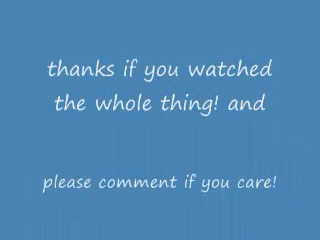 thanks if you watched
the whole thing! and
please comment if you care!